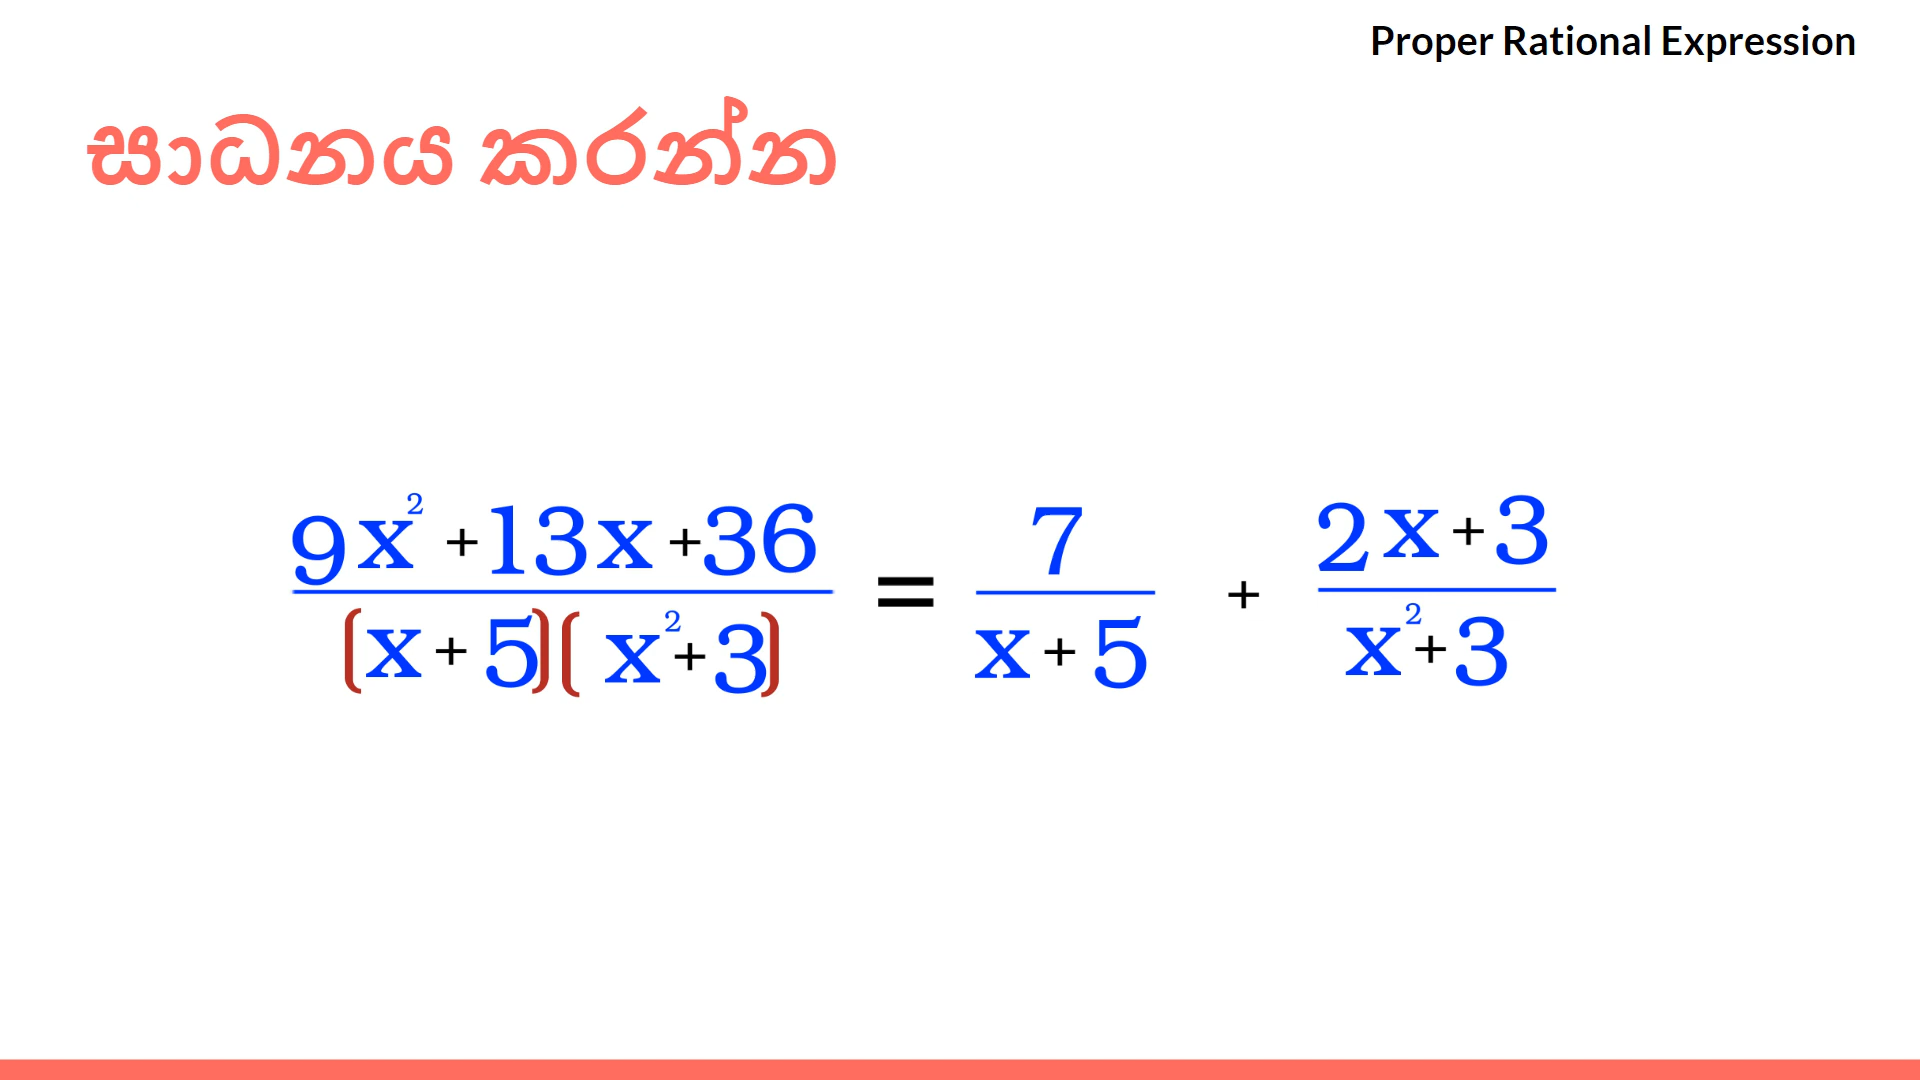 Proper Rational Expression
සාධනය කරන්න
9x² +13x+36 / (x+5)(x²+3) = 7 / x+5 + 2x+3 / x²+3